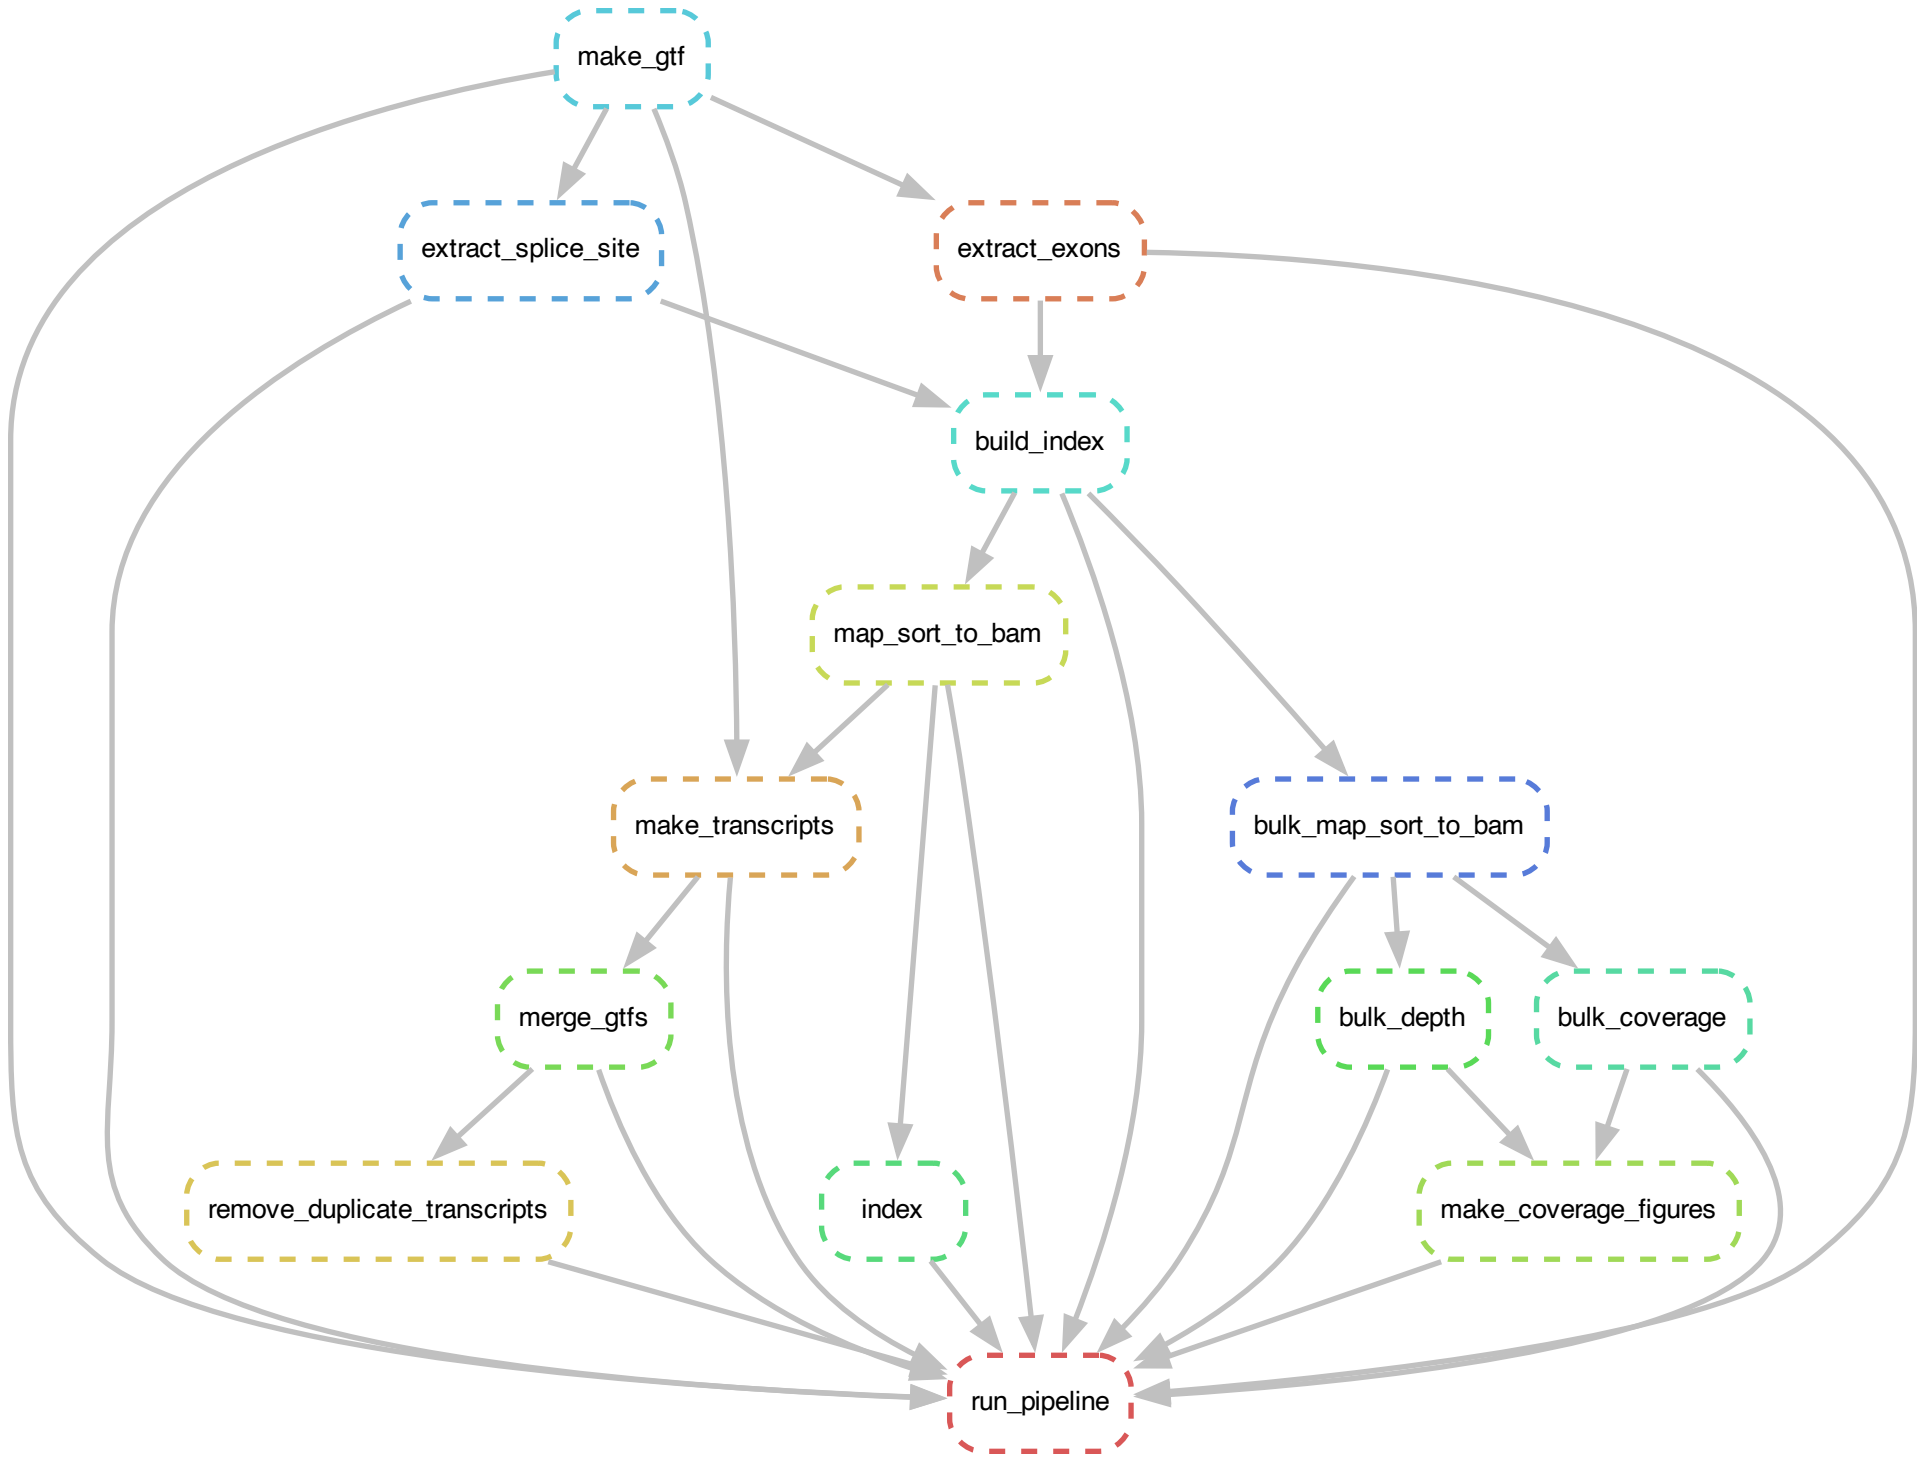 make_gtf
extract_splice_site
extract_exons
build_index
map_sort_to_bam
make_transcripts
bulk_map_sort_to_bam
merge_gtfs
bulk_depth
bulk_coverage
remove_duplicate_transcripts
index
make_coverage_figures
run_pipeline